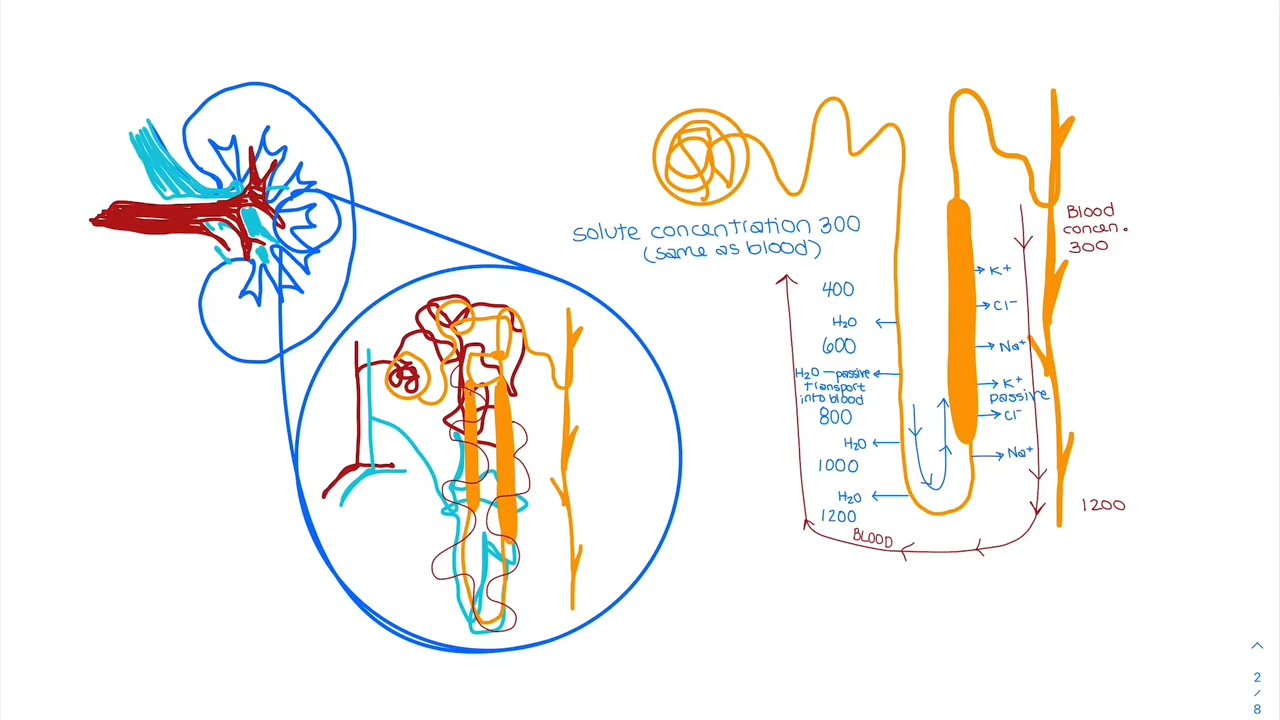 solute concentration 300
(same as blood)
400
H₂O
600
H₂O — passive
transport
into blood
800
H₂O
1000
H₂O
1200
BLOOD
K⁺
Cl⁻
Na⁺
K⁺
passive
Cl⁻
Na⁺
Blood
concen.
300
1200
2
/
8